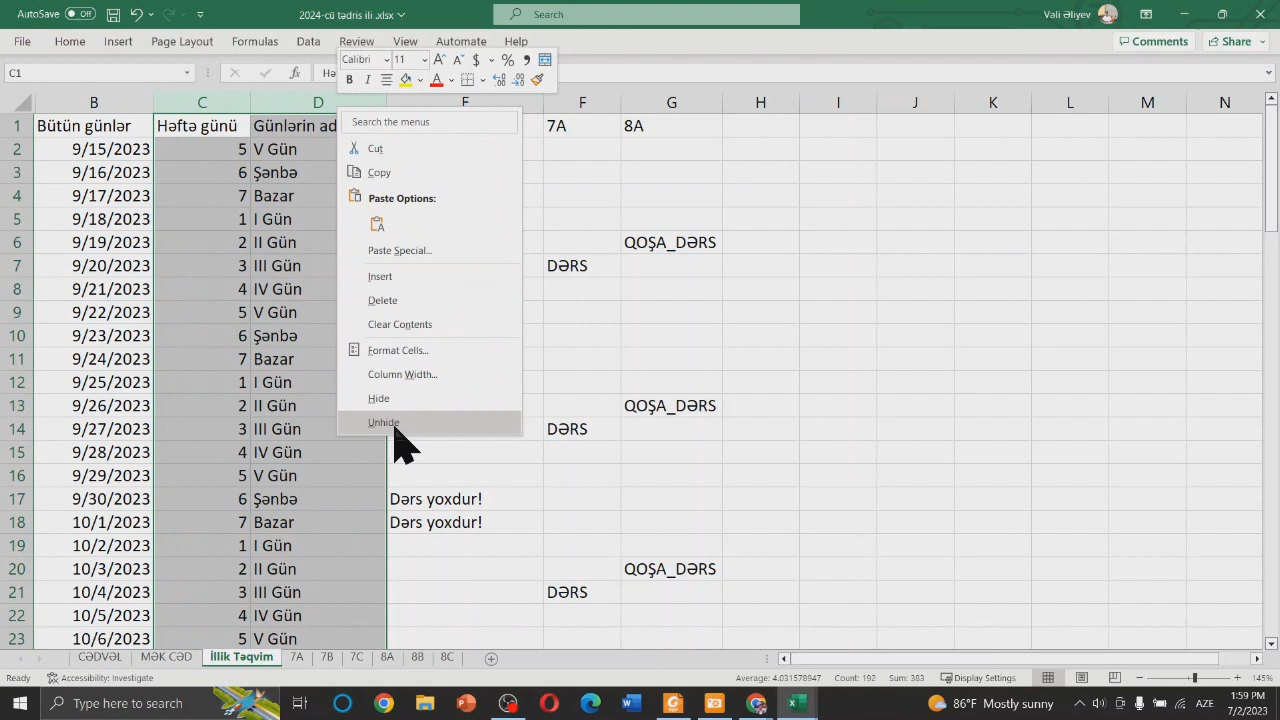 AutoSave Off 2024-cü tədris ili .xlsx Search Vəli Əliyev
File Home Insert Page Layout Formulas Data Review View Automate Help Comments Share
Calibri 11 A^ A˅ $ % 9
B I A
C1 fx Hə
B C D E F G H I J K L M N
Search the menus
1 Bütün günlər Həftə günü Günlərin ad 7A 8A
2 9/15/2023 5 V Gün
3 9/16/2023 6 Şənbə
4 9/17/2023 7 Bazar
5 9/18/2023 1 I Gün
6 9/19/2023 2 II Gün QOŞA_DƏRS
7 9/20/2023 3 III Gün DƏRS
8 9/21/2023 4 IV Gün
9 9/22/2023 5 V Gün
10 9/23/2023 6 Şənbə
11 9/24/2023 7 Bazar
12 9/25/2023 1 I Gün
13 9/26/2023 2 II Gün QOŞA_DƏRS
14 9/27/2023 3 III Gün DƏRS
15 9/28/2023 4 IV Gün
16 9/29/2023 5 V Gün
17 9/30/2023 6 Şənbə Dərs yoxdur!
18 10/1/2023 7 Bazar Dərs yoxdur!
19 10/2/2023 1 I Gün
20 10/3/2023 2 II Gün QOŞA_DƏRS
21 10/4/2023 3 III Gün DƏRS
22 10/5/2023 4 IV Gün
23 10/6/2023 5 V Gün
Cut
Copy
Paste Options:
Paste Special...
Insert
Delete
Clear Contents
Format Cells...
Column Width...
Hide
Unhide
CƏDVƏL MƏK CƏD İllik Təqvim 7A 7B 7C 8A 8B 8C
Ready Accessibility: Investigate Average: 4.031578947 Count: 192 Sum: 383 Display Settings 145%
Type here to search 86°F Mostly sunny AZE 1:59 PM
7/2/2023